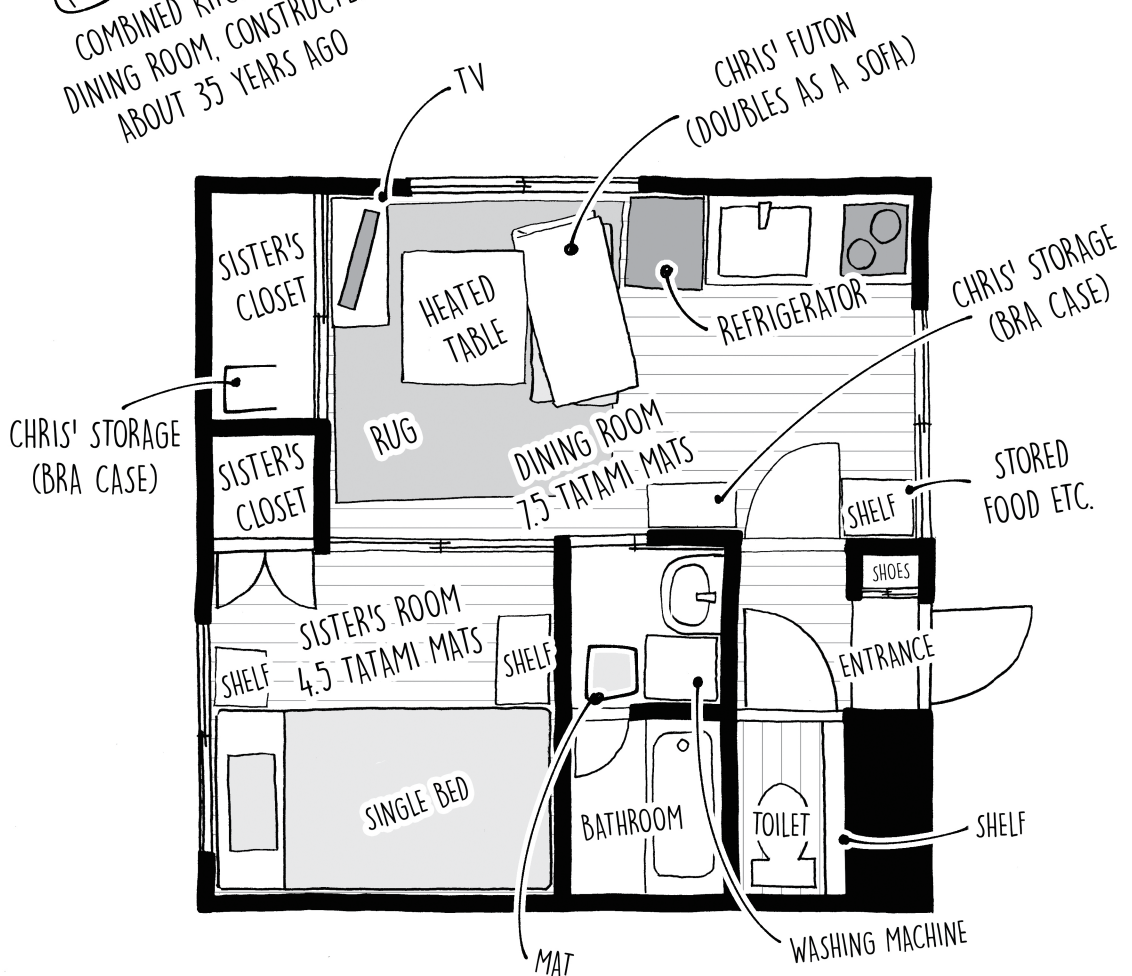 COMBINED
DINING ROOM, CONSTRUCTE
ABOUT 35 YEARS AGO
TV
CHRIS' FUTON
(DOUBLES AS A SOFA)
SISTER'S
CLOSET
HEATED
TABLE
REFRIGERATOR
CHRIS' STORAGE
(BRA CASE)
CHRIS' STORAGE
(BRA CASE)
RUG
DINING ROOM
7.5 TATAMI MATS
SISTER'S
CLOSET
SHELF
STORED
FOOD ETC.
SHOES
SISTER'S ROOM
4.5 TATAMI MATS
SHELF
SHELF
ENTRANCE
SINGLE BED
BATHROOM
TOILET
SHELF
WASHING MACHINE
MAT